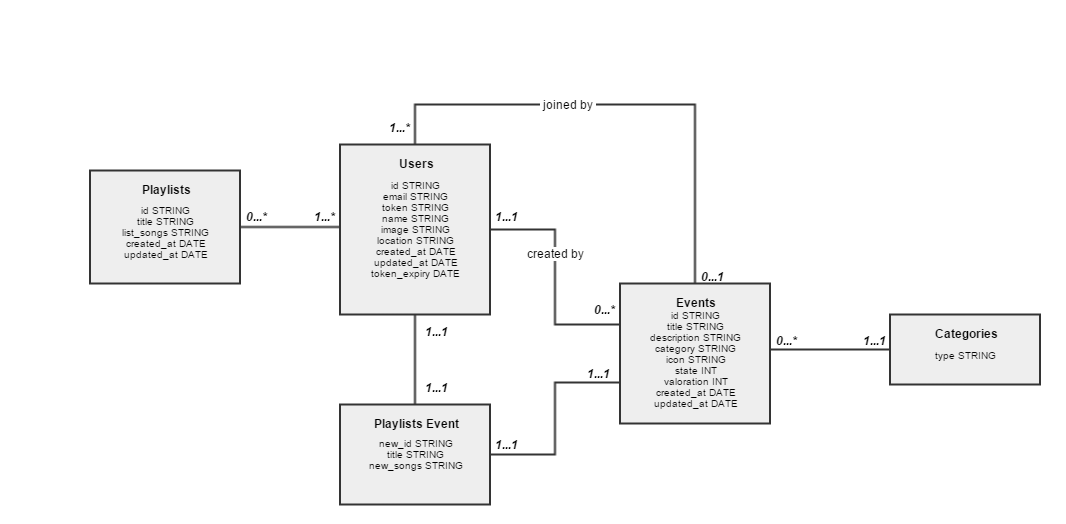 joined by
1...*
Users
id STRING
email STRING
token STRING
name STRING
image STRING
location STRING
created_at DATE
updated_at DATE
token_expiry DATE
Playlists
id STRING
title STRING
list_songs STRING
created_at DATE
updated_at DATE
0...*
1...*
1...1
created by
0...*
0...1
Events
id STRING
title STRING
description STRING
category STRING
icon STRING
state INT
valoration INT
created_at DATE
updated_at DATE
0...*
1...1
Categories
type STRING
1...1
1...1
1...1
Playlists Event
new_id STRING
title STRING
new_songs STRING
1...1